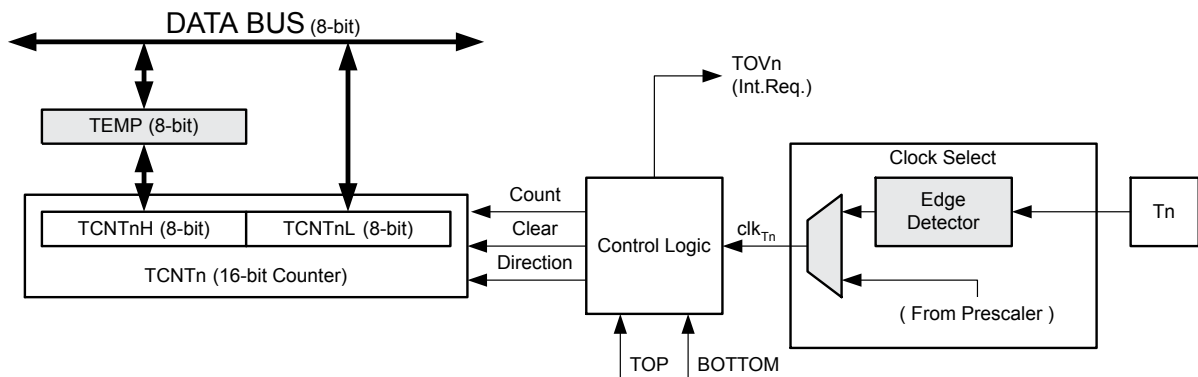 DATA BUS (8-bit)
TOVn
(Int.Req.)
TEMP (8-bit)
Clock Select
Count
Edge
Detector
Tn
TCNTnH (8-bit)
TCNTnL (8-bit)
Clear
Control Logic
clkTn
Direction
TCNTn (16-bit Counter)
( From Prescaler )
TOP
BOTTOM